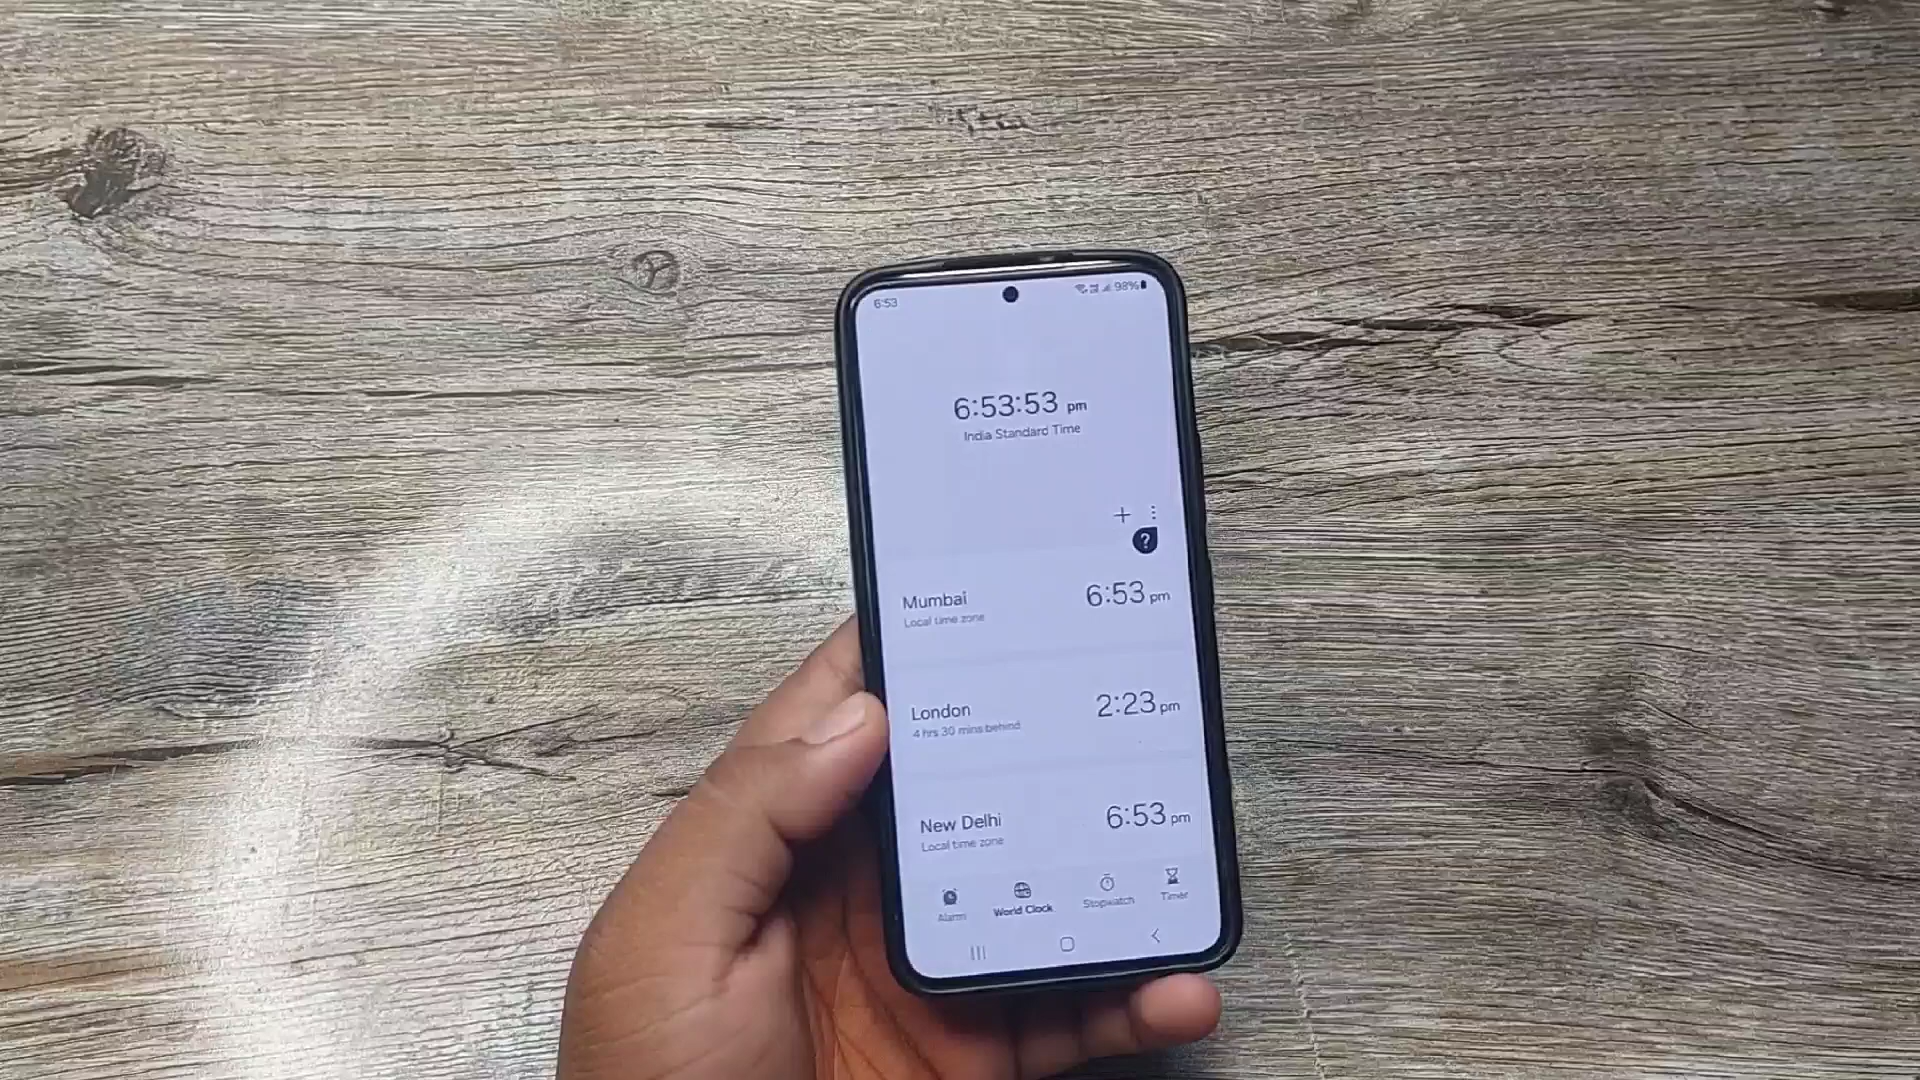 6:53
98%
6:53:53 pm
India Standard Time
?
Mumbai 6:53 pm
Local time zone
London 2:23 pm
4 hrs 30 mins behind
New Delhi 6:53 pm
Local time zone
Alarm World Clock Stopwatch Timer